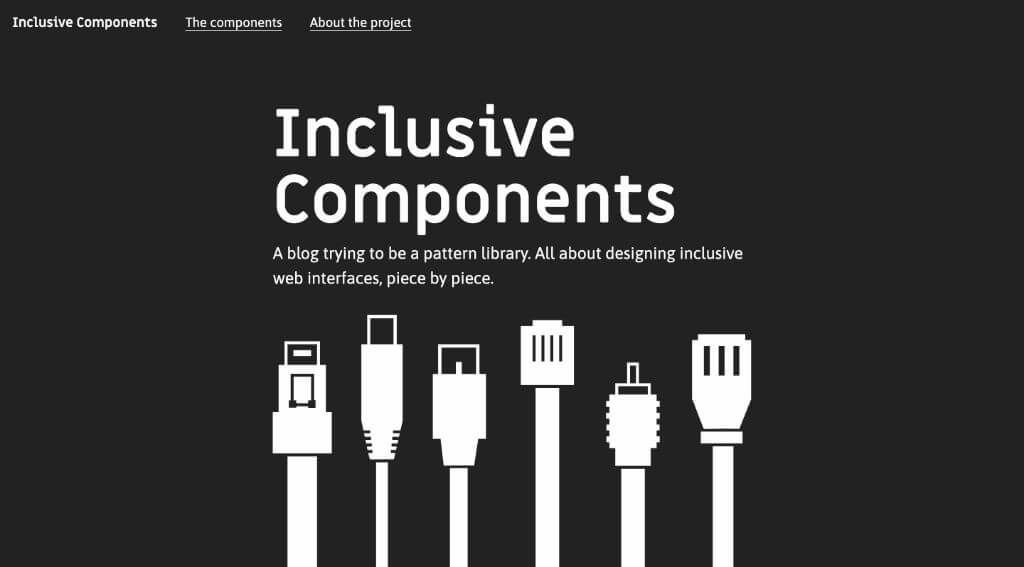 Inclusive Components The components About the project
Inclusive
Components
A blog trying to be a pattern library. All about designing inclusive
web interfaces, piece by piece.